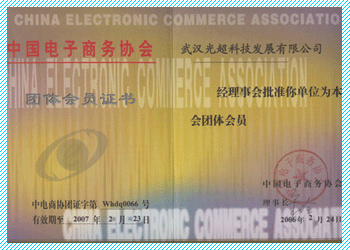 CHINA ELECTRONIC COMMERCE ASSOCIATION
中国电子商务协会
CHINA ELECTRONIC COMMERCE ASSOCIATION
团体会员证书
中电商协团证字第 Whdq0066 号
有效期至 2007 年 2 月 23 日
武汉光超科技发展有限公司
经理事会批准你单位为本
会团体会员
中国电子商务协会
理事长
2006 年 2 月 24 日
CHINA ELECTRONIC COMMERCE ASSOCIATION